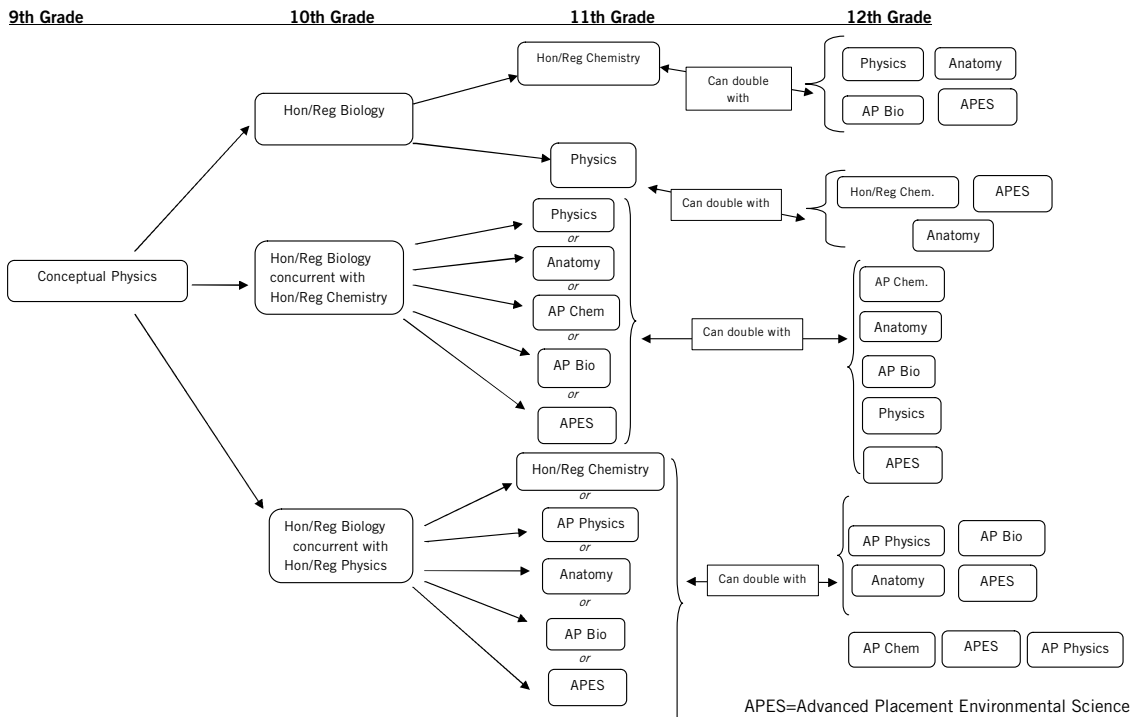 9th Grade 10th Grade 11th Grade 12th Grade
Hon/Reg Chemistry
Can double
with
Physics
Anatomy
AP Bio
APES
Hon/Reg Biology
Physics
Can double with
Hon/Reg Chem.
APES
Anatomy
Conceptual Physics
Hon/Reg Biology
concurrent with
Hon/Reg Chemistry
Physics
or
Anatomy
or
AP Chem
or
AP Bio
or
APES
Can double with
AP Chem.
Anatomy
AP Bio
Physics
APES
Hon/Reg Biology
concurrent with
Hon/Reg Physics
Hon/Reg Chemistry
or
AP Physics
or
Anatomy
or
AP Bio
or
APES
Can double with
AP Physics
AP Bio
Anatomy
APES
AP Chem
APES
AP Physics
APES=Advanced Placement Environmental Science